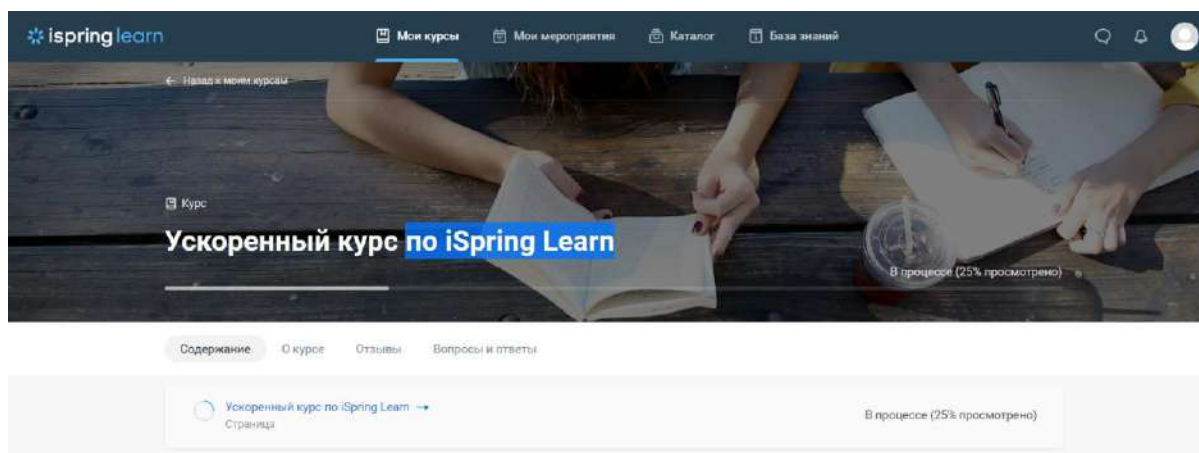 ispring learn
Мои курсы
Мои мероприятия
Каталог
База знаний
← Назад к моим курсам
Курс
Ускоренный курс по iSpring Learn
В процессе (25% просмотрено)
Содержание
О курсе
Отзывы
Вопросы и ответы
Ускоренный курс по iSpring Learn →
Страница
В процессе (25% просмотрено)